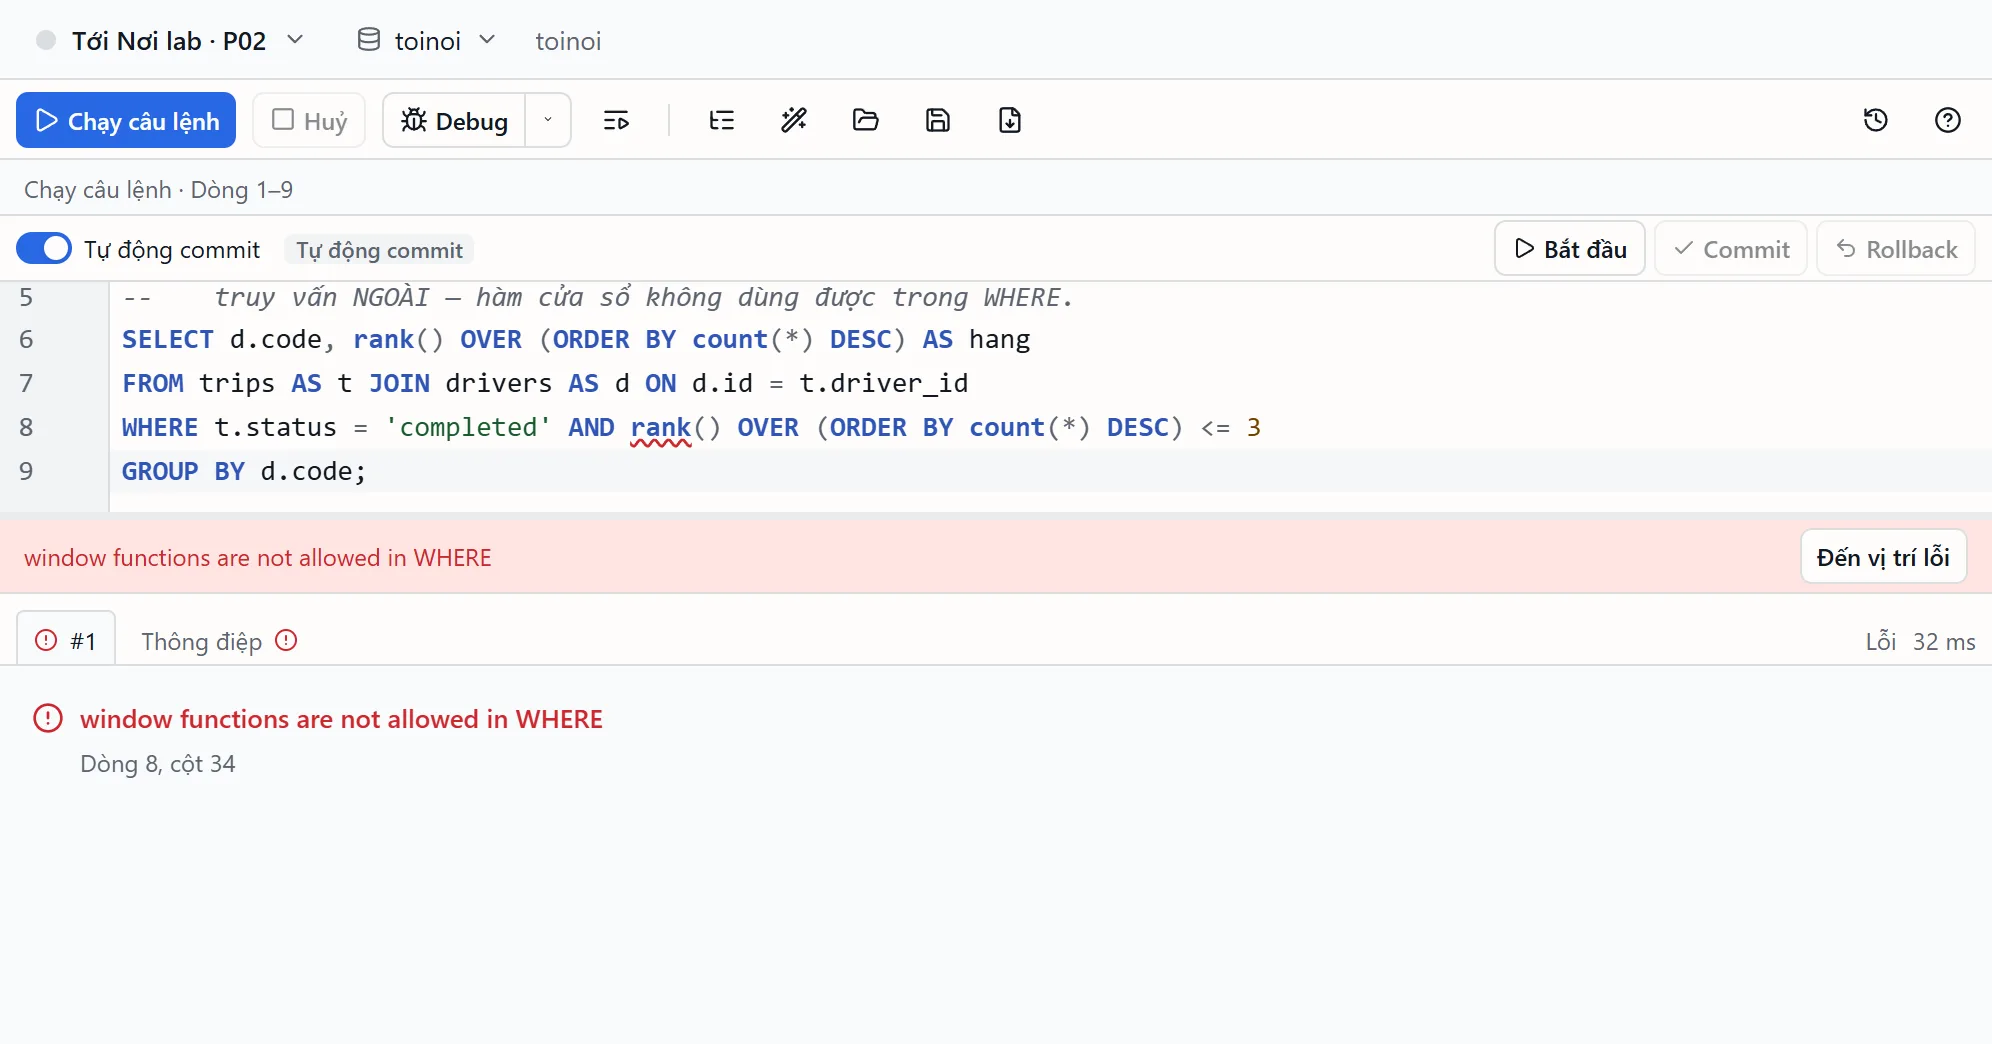 Tới Nơi lab · P02 toinoi toinoi
Chạy câu lệnh Huỷ Debug
Chạy câu lệnh · Dòng 1–9
Tự động commit Tự động commit Bắt đầu Commit Rollback
5 -- truy vấn NGOÀI — hàm cửa sổ không dùng được trong WHERE.
6 SELECT d.code, rank() OVER (ORDER BY count(*) DESC) AS hang
7 FROM trips AS t JOIN drivers AS d ON d.id = t.driver_id
8 WHERE t.status = 'completed' AND rank() OVER (ORDER BY count(*) DESC) <= 3
9 GROUP BY d.code;
window functions are not allowed in WHERE Đến vị trí lỗi
#1 Thông điệp Lỗi 32 ms
window functions are not allowed in WHERE
Dòng 8, cột 34